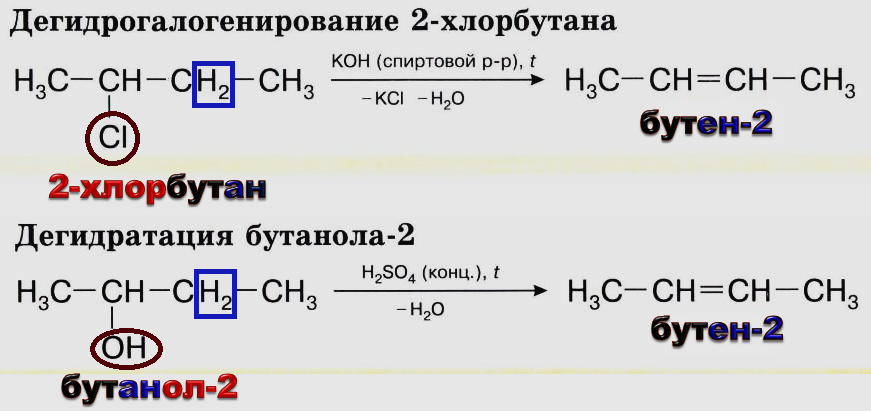 Дегидрогалогенирование 2-хлорбутана
H₃C—CH—CH₂—CH₃ KOH (спиртовой р-р), t H₃C—CH=CH—CH₃
–KCl –H₂O
Cl
бутен-2
2-хлорбутан
Дегидратация бутанола-2
H₃C—CH—CH₂—CH₃ H₂SO₄ (конц.), t H₃C—CH=CH—CH₃
–H₂O
OH
бутен-2
бутанол-2